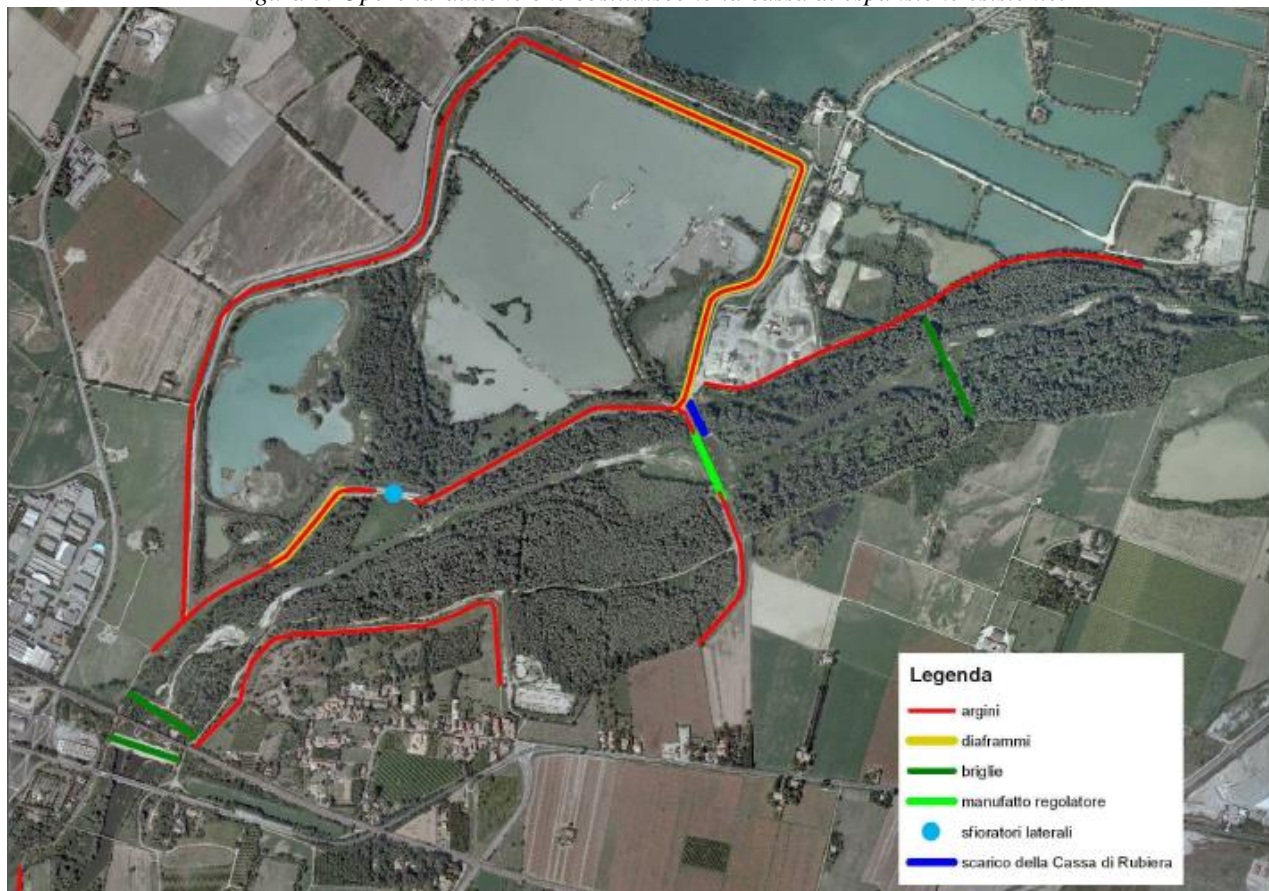 Legenda
argini
diaframmi
briglie
manufatto regolatore
sfioratori laterali
scarico della Cassa di Rubiera